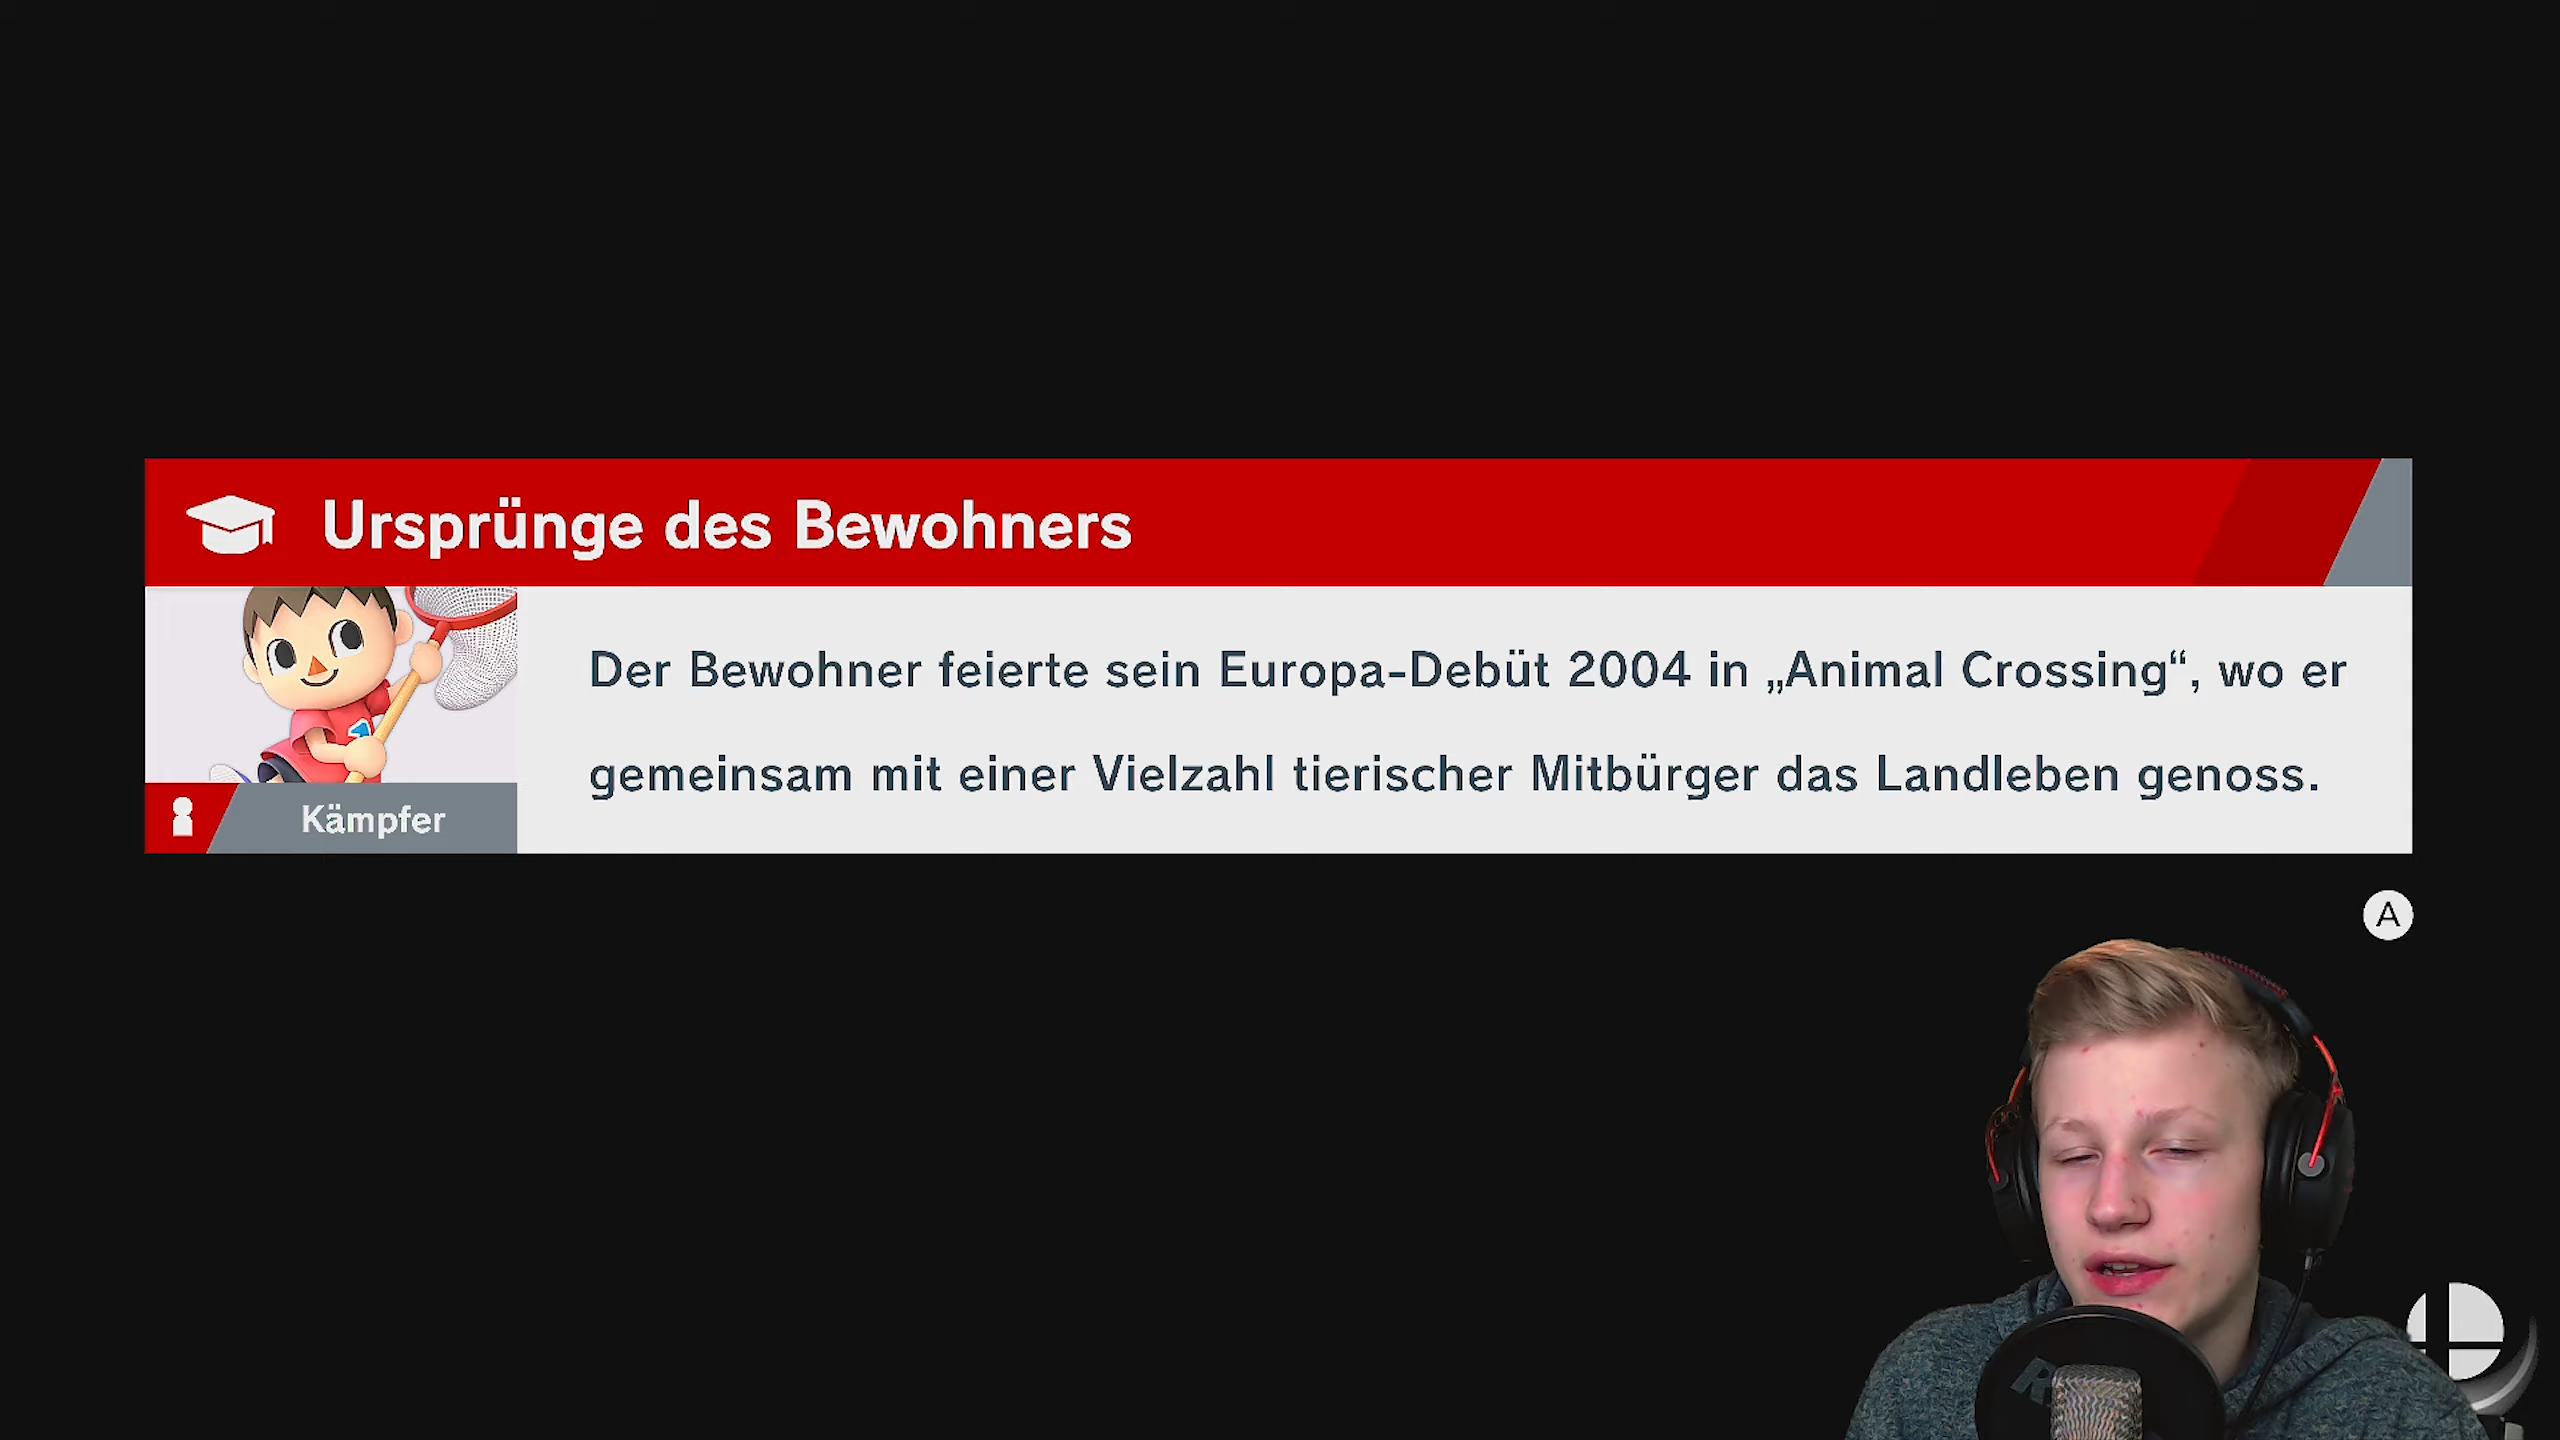 Ursprünge des Bewohners
Der Bewohner feierte sein Europa-Debüt 2004 in „Animal Crossing“, wo er
gemeinsam mit einer Vielzahl tierischer Mitbürger das Landleben genoss.
Kämpfer
A